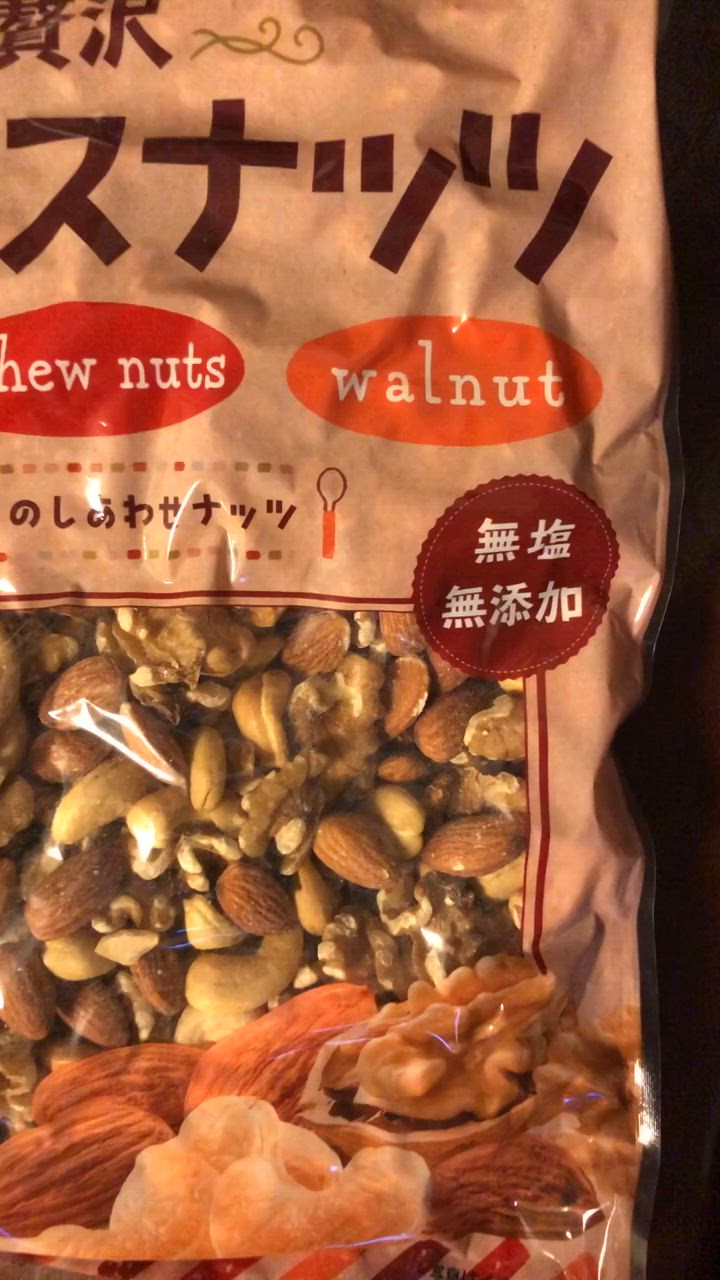 贅沢
スナッツ
hew nuts
walnut
のしあわせナッツ
無塩
無添加